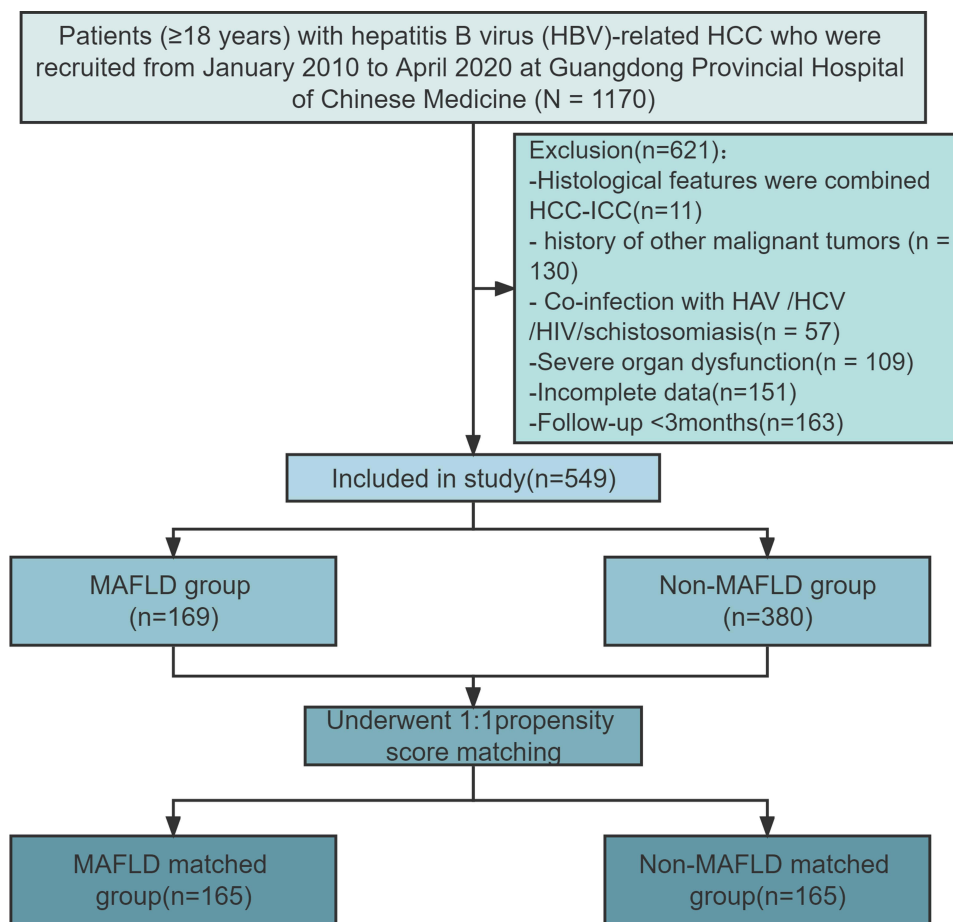 Patients (≥18 years) with hepatitis B virus (HBV)-related HCC who were
recruited from January 2010 to April 2020 at Guangdong Provincial Hospital
of Chinese Medicine (N = 1170)
Exclusion(n=621):
-Histological features were combined
HCC-ICC(n=11)
- history of other malignant tumors (n =
130)
- Co-infection with HAV /HCV
/HIV/schistosomiasis(n = 57)
-Severe organ dysfunction(n = 109)
-Incomplete data(n=151)
-Follow-up <3months(n=163)
Included in study(n=549)
MAFLD group
(n=169)
Non-MAFLD group
(n=380)
Underwent 1:1propensity
score matching
MAFLD matched
group(n=165)
Non-MAFLD matched
group(n=165)